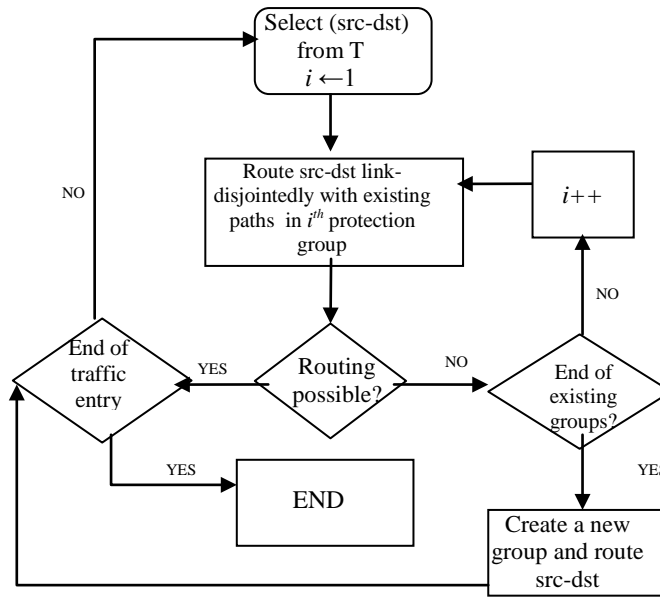 Select (src-dst)
from T
i ←1
Route src-dst link-
disjointedly with existing
paths in i^th protection
group
i++
NO
NO
End of
traffic
entry
YES
Routing
possible?
NO
End of
existing
groups?
YES
END
YES
Create a new
group and route
src-dst